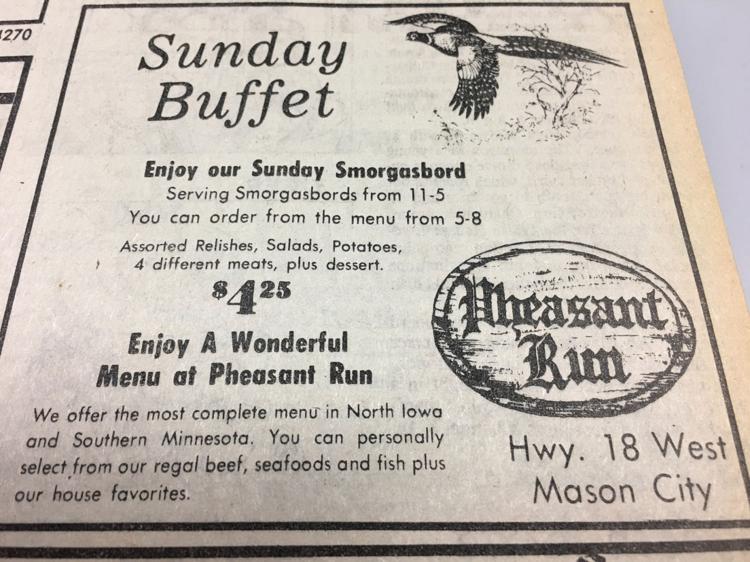 4270
Sunday
Buffet
Enjoy our Sunday Smorgasbord
Serving Smorgasbords from 11-5
You can order from the menu from 5-8
Assorted Relishes, Salads, Potatoes,
4 different meats, plus dessert.
$4.25
Enjoy A Wonderful
Menu at Pheasant Run
We offer the most complete menu in North Iowa
and Southern Minnesota. You can personally
select from our regal beef, seafoods and fish plus
our house favorites.
Pheasant
Run
Hwy. 18 West
Mason City